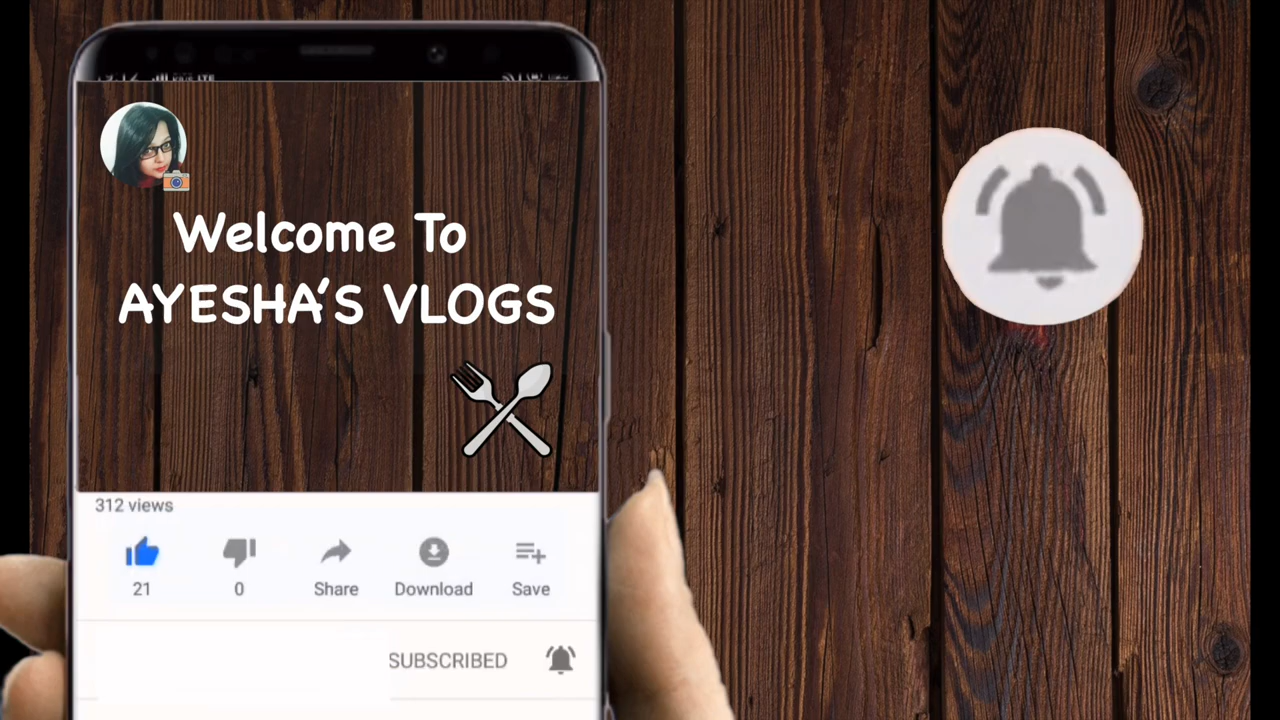 Welcome To
AYESHA'S VLOGS
312 views
21
0
Share
Download
Save
SUBSCRIBED